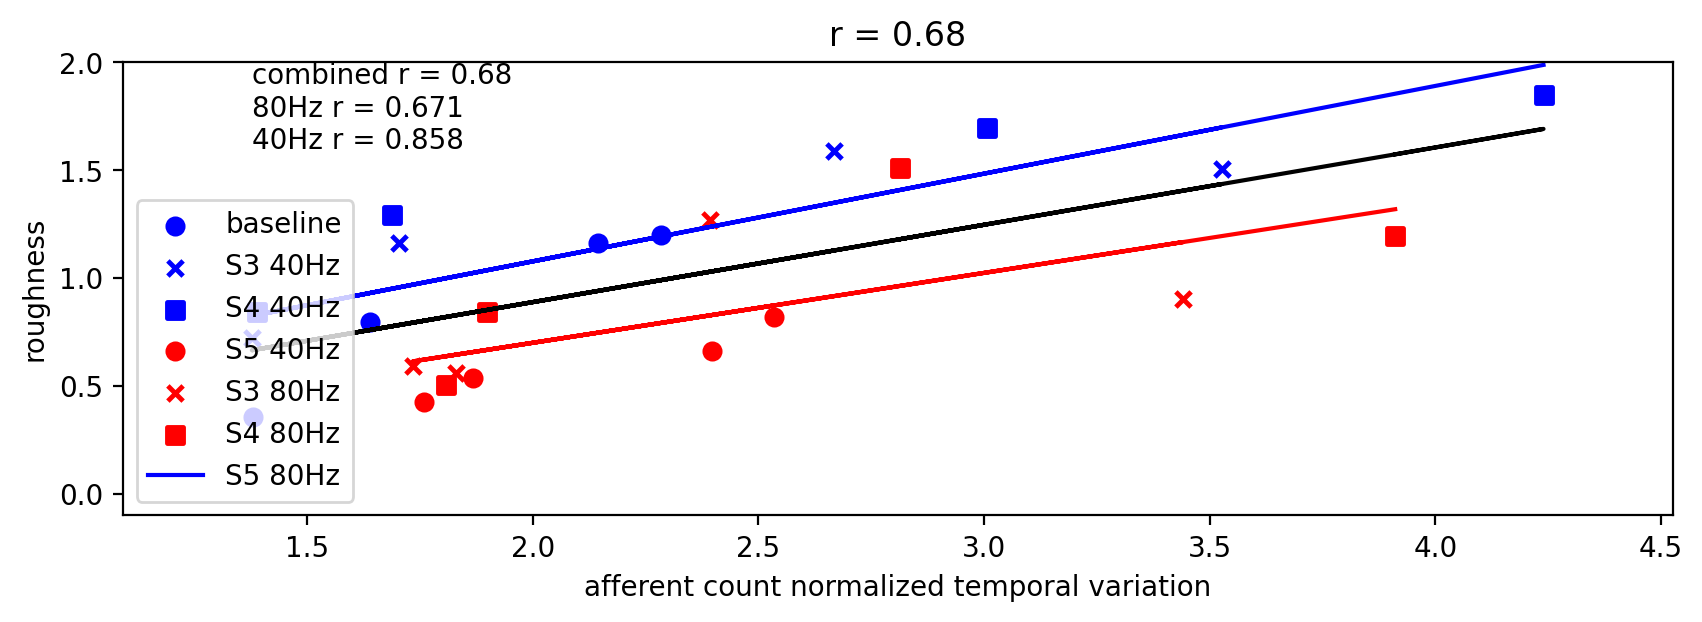 r = 0.68
combined r = 0.68
80Hz r = 0.671
40Hz r = 0.858
2.0
1.5
1.0
0.5
0.0
roughness
baseline
S3 40Hz
S4 40Hz
S5 40Hz
S3 80Hz
S4 80Hz
S5 80Hz
1.5 2.0 2.5 3.0 3.5 4.0 4.5
afferent count normalized temporal variation